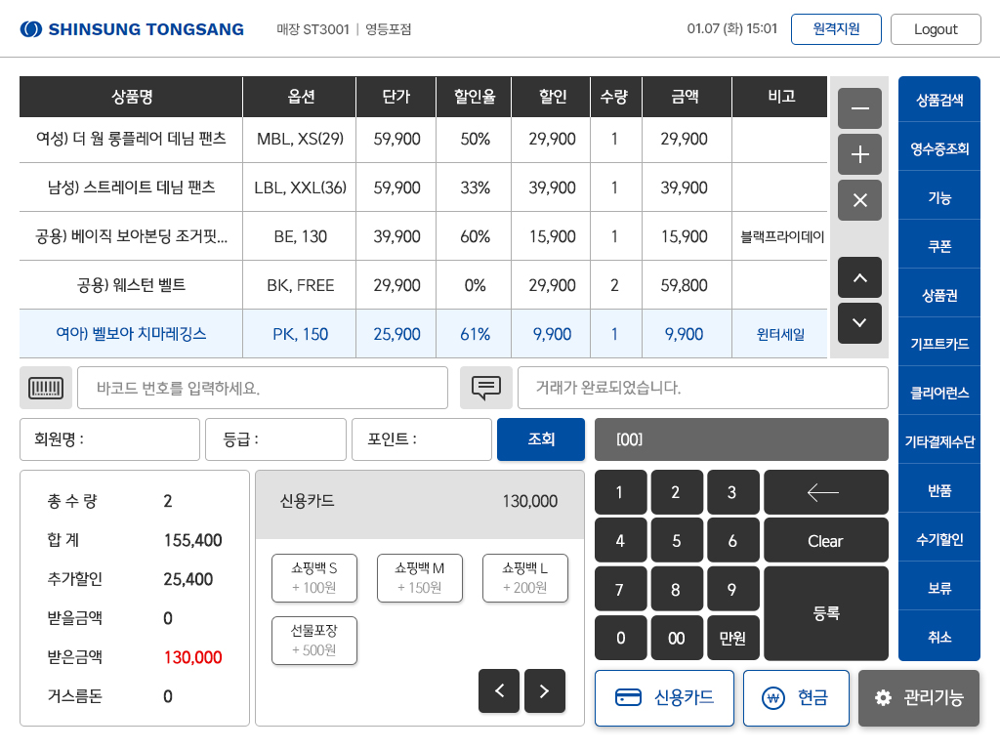 SHINSUNG TONGSANG 매장 ST3001 | 영등포점 01.07 (화) 15:01 원격지원 Logout
상품명 옵션 단가 할인율 할인 수량 금액 비고
여성) 더 웜 롱플레어 데님 팬츠 MBL, XS(29) 59,900 50% 29,900 1 29,900
남성) 스트레이트 데님 팬츠 LBL, XXL(36) 59,900 33% 39,900 1 39,900
공용) 베이직 보아본딩 조거핏... BE, 130 39,900 60% 15,900 1 15,900 블랙프라이데이
공용) 웨스턴 벨트 BK, FREE 29,900 0% 29,900 2 59,800
여아) 벨보아 치마레깅스 PK, 150 25,900 61% 9,900 1 9,900 윈터세일
상품검색
영수증조회
기능
쿠폰
상품권
기프트카드
클리어런스
기타결제수단
반품
수기할인
보류
취소
바코드 번호를 입력하세요. 거래가 완료되었습니다.
회원명 : 등급 : 포인트 : 조회 [00]
총 수 량 2
합 계 155,400
추가할인 25,400
받을금액 0
받은금액 130,000
거스름돈 0
신용카드 130,000
쇼핑백 S 쇼핑백 M 쇼핑백 L
+ 100원 + 150원 + 200원
선물포장
+ 500원
1 2 3
4 5 6 Clear
7 8 9 등록
0 00 만원
신용카드 ₩ 현금 관리기능